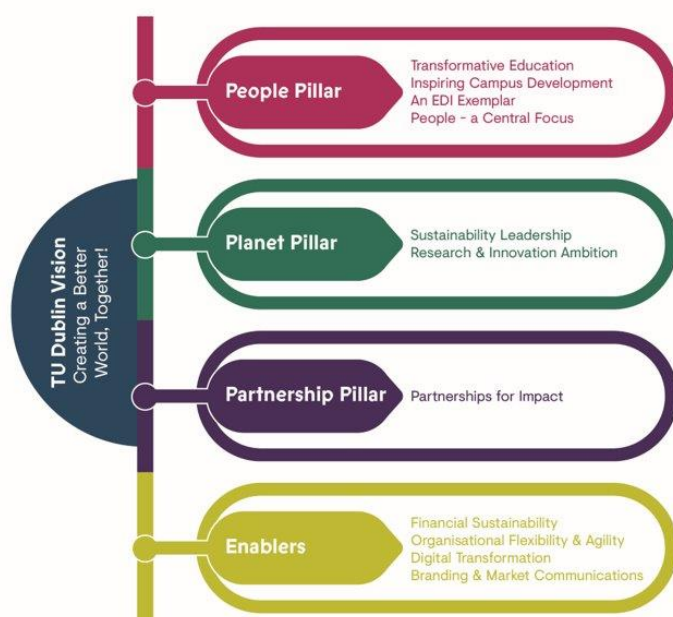 TU Dublin Vision
Creating a Better
World, Together!
People Pillar
Transformative Education
Inspiring Campus Development
An EDI Exemplar
People - a Central Focus
Planet Pillar
Sustainability Leadership
Research & Innovation Ambition
Partnership Pillar
Partnerships for Impact
Enablers
Financial Sustainability
Organisational Flexibility & Agility
Digital Transformation
Branding & Market Communications